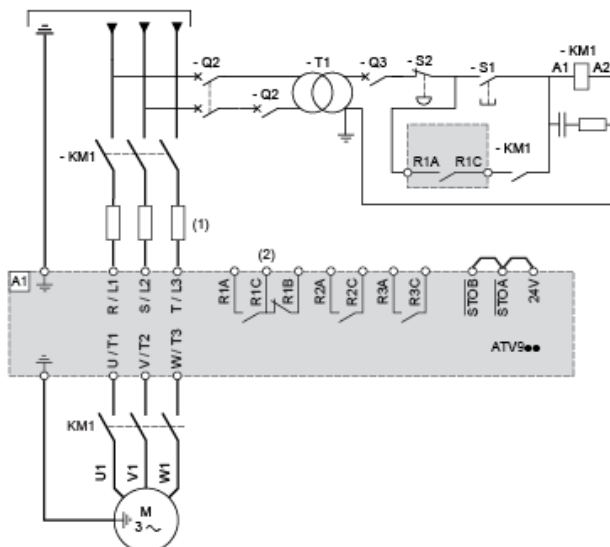 - Q2
- T1
- Q3
- S2
- S1
- KM1
A1
A2
- Q2
- KM1
R1A
R1C
- KM1
(1)
(2)
A1
R / L1
S / L2
T / L3
R1A
R1C
R1B
R2A
R2C
R3A
R3C
STOB
STOA
24V
U / T1
V / T2
W / T3
ATV9●●
KM1
U1
V1
W1
M
3 ~